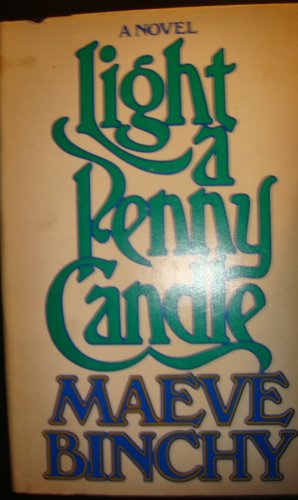 A NOVEL
Light
a
Penny
Candle
MAEVE
BINCHY